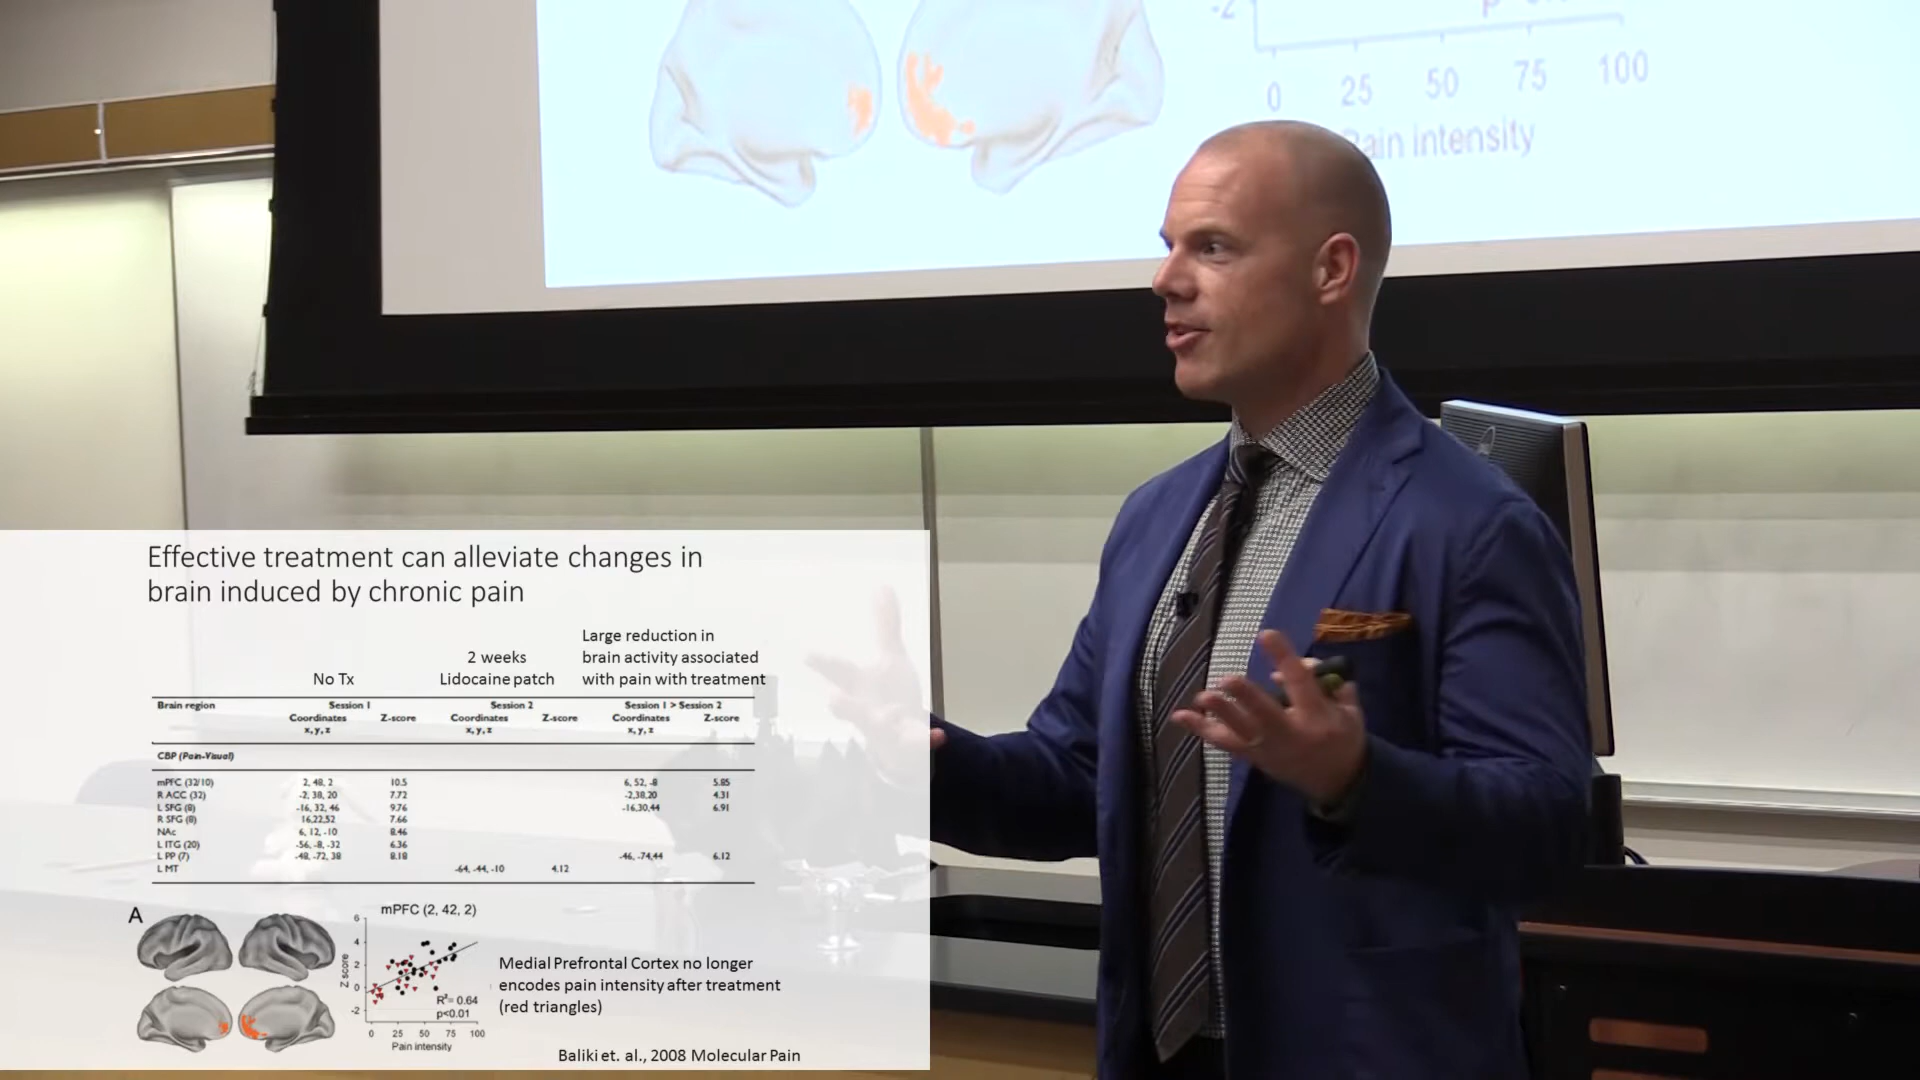 -2
0 25 50 75 100
Pain intensity
Effective treatment can alleviate changes in
brain induced by chronic pain
No Tx
2 weeks
Lidocaine patch
Large reduction in
brain activity associated
with pain with treatment
Brain region Session 1 Session 2 Session 1 > Session 2
Coordinates Z-score Coordinates Z-score Coordinates Z-score
x, y, z x, y, z x, y, z
CBP (Pain-Visual)
mPFC (32/10) 2, 48, 2 10.5 6, 52, -8 5.85
R ACC (32) -2, 38, 20 7.72 -2,38,20 4.31
L SFG (8) -16, 32, 46 9.76 -16,30,44 6.91
R SFG (8) 16,22,52 7.66
NAc 6, 12, -10 8.46
L ITG (20) -56, -8, -32 6.36
L PP (7) -48, -72, 38 8.18 -46, -74,44 6.12
L MT -64, -44, -10 4.12
A
mPFC (2, 42, 2)
6
4
2
0
-2
Z score
R²= 0.64
p<0.01
0 25 50 75 100
Pain intensity
Medial Prefrontal Cortex no longer
encodes pain intensity after treatment
(red triangles)
Baliki et. al., 2008 Molecular Pain